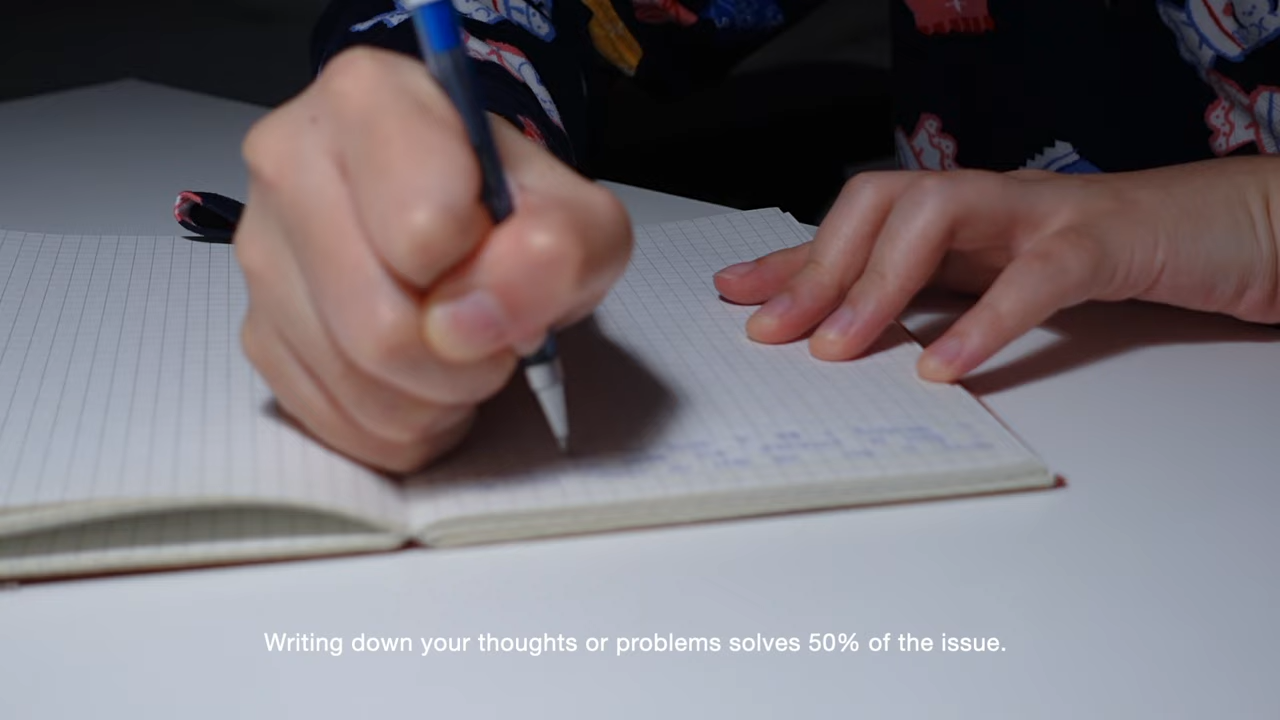 Writing down your thoughts or problems solves 50% of the issue.